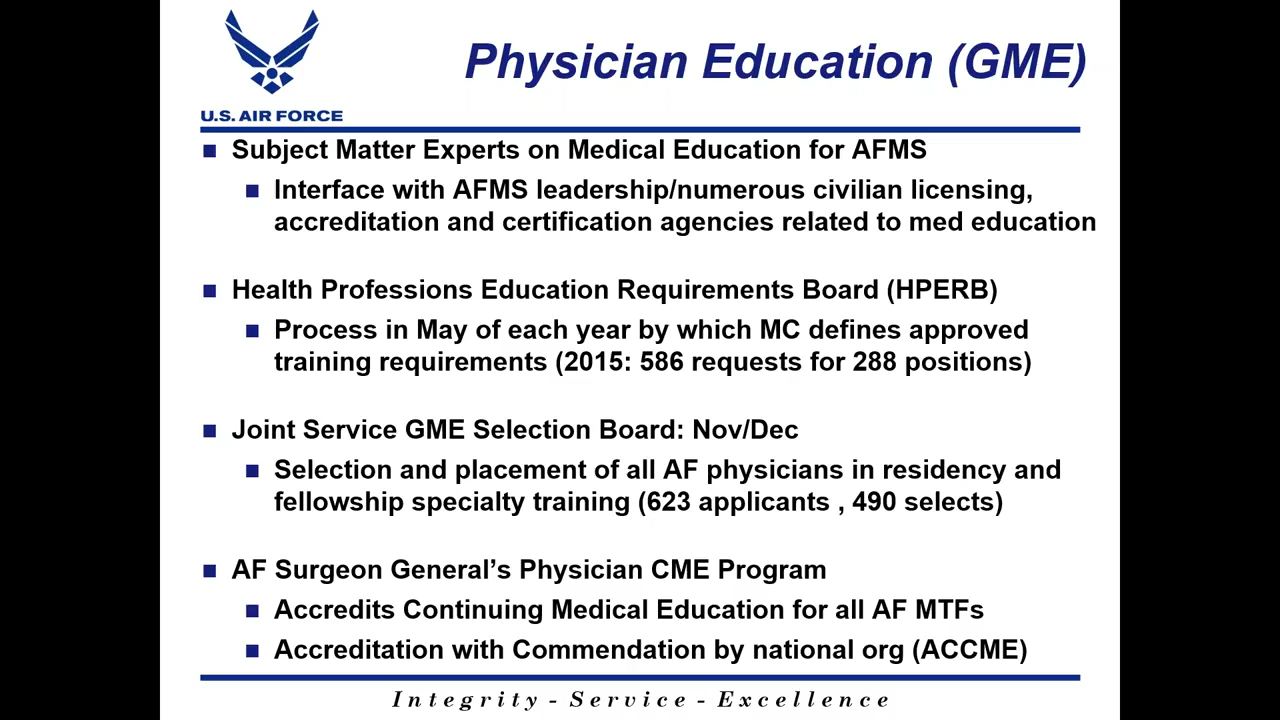 Physician Education (GME)
U.S. AIR FORCE
Subject Matter Experts on Medical Education for AFMS
Interface with AFMS leadership/numerous civilian licensing,
accreditation and certification agencies related to med education
Health Professions Education Requirements Board (HPERB)
Process in May of each year by which MC defines approved
training requirements (2015: 586 requests for 288 positions)
Joint Service GME Selection Board: Nov/Dec
Selection and placement of all AF physicians in residency and
fellowship specialty training (623 applicants , 490 selects)
AF Surgeon General’s Physician CME Program
Accredits Continuing Medical Education for all AF MTFs
Accreditation with Commendation by national org (ACCME)
Integrity - Service - Excellence